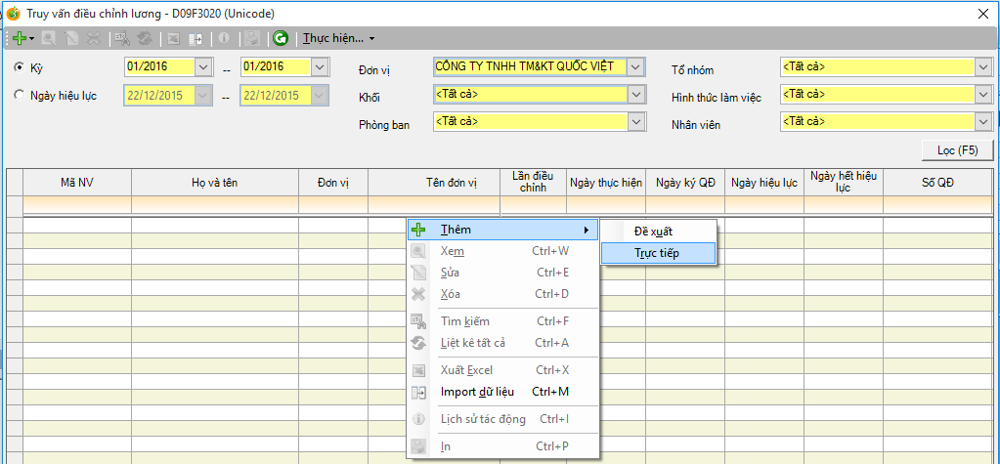 Truy vấn điều chỉnh lương - D09F3020 (Unicode)
Thực hiện...
Kỳ 01/2016 -- 01/2016
Đơn vị CÔNG TY TNHH TM&KT QUỐC VIỆT
Tổ nhóm <Tất cả>
Ngày hiệu lực 22/12/2015 -- 22/12/2015
Khối <Tất cả>
Hình thức làm việc <Tất cả>
Phòng ban <Tất cả>
Nhân viên <Tất cả>
Lọc (F5)
Mã NV
Họ và tên
Đơn vị
Tên đơn vị
Lần điều
chỉnh
Ngày thực hiện
Ngày ký QĐ
Ngày hiệu lực
Ngày hết hiệu
lực
Số QĐ
Thêm
Đề xuất
Trực tiếp
Xem Ctrl+W
Sửa Ctrl+E
Xóa Ctrl+D
Tìm kiếm Ctrl+F
Liệt kê tất cả Ctrl+A
Xuất Excel Ctrl+X
Import dữ liệu Ctrl+M
Lịch sử tác động Ctrl+I
In Ctrl+P